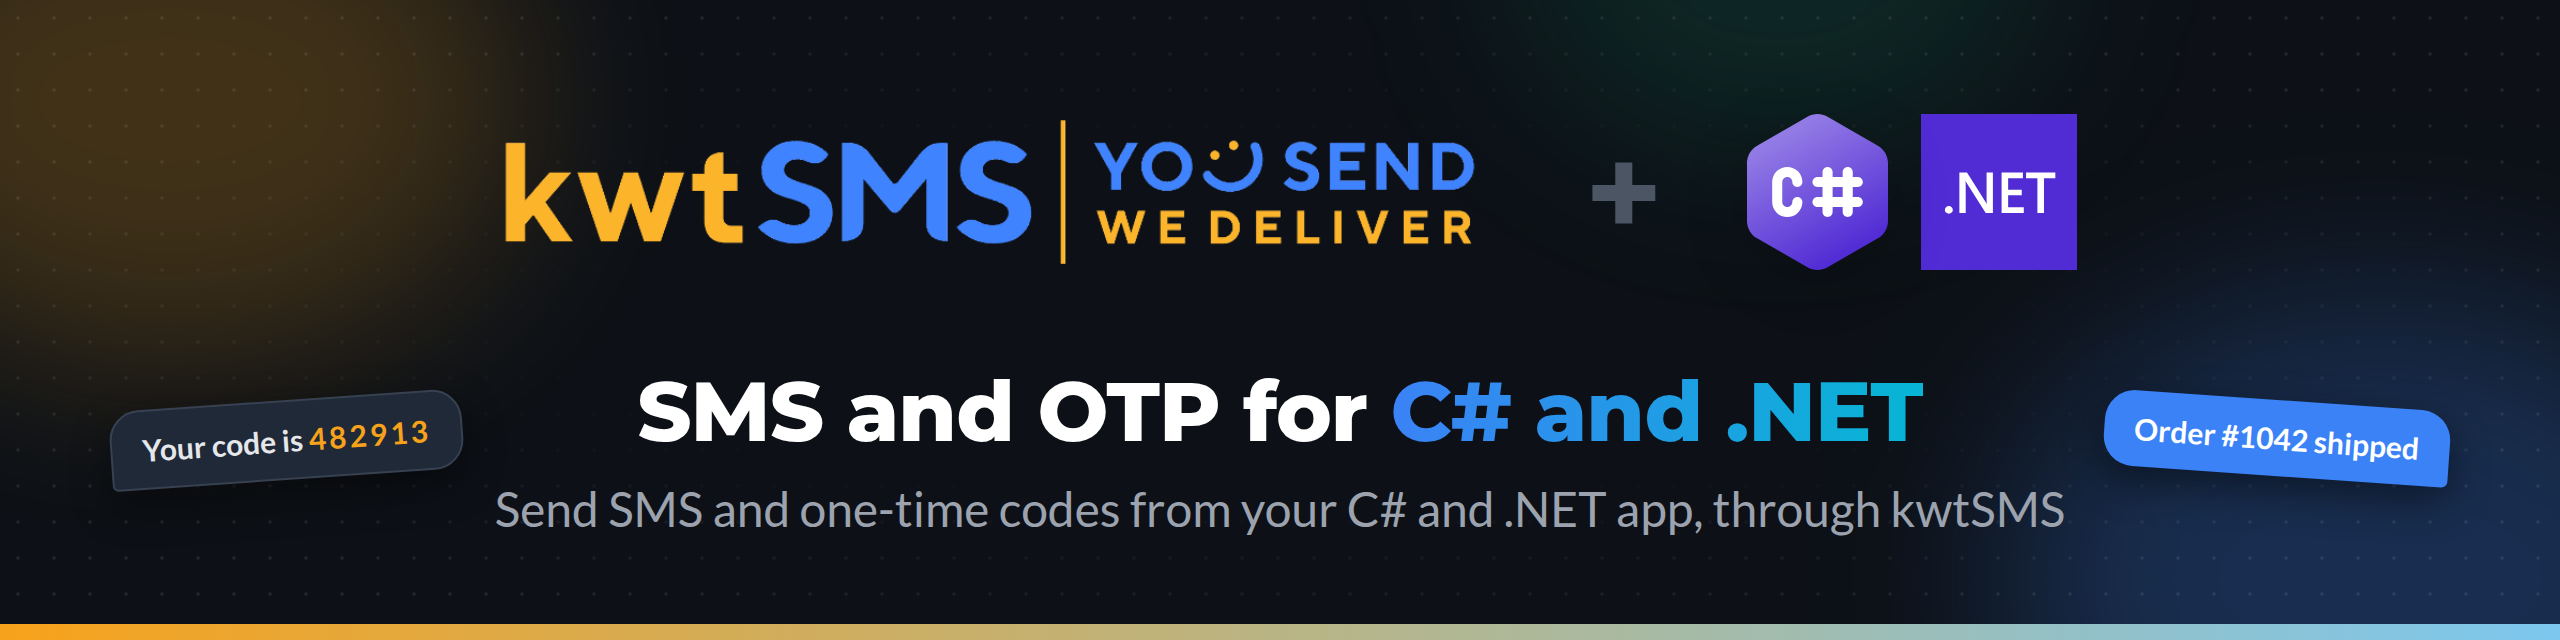 kwtSMS
YOU SEND
WE DELIVER
+
C#
.NET
SMS and OTP for C# and .NET
Your code is 482913
Order #1042 shipped
Send SMS and one-time codes from your C# and .NET app, through kwtSMS